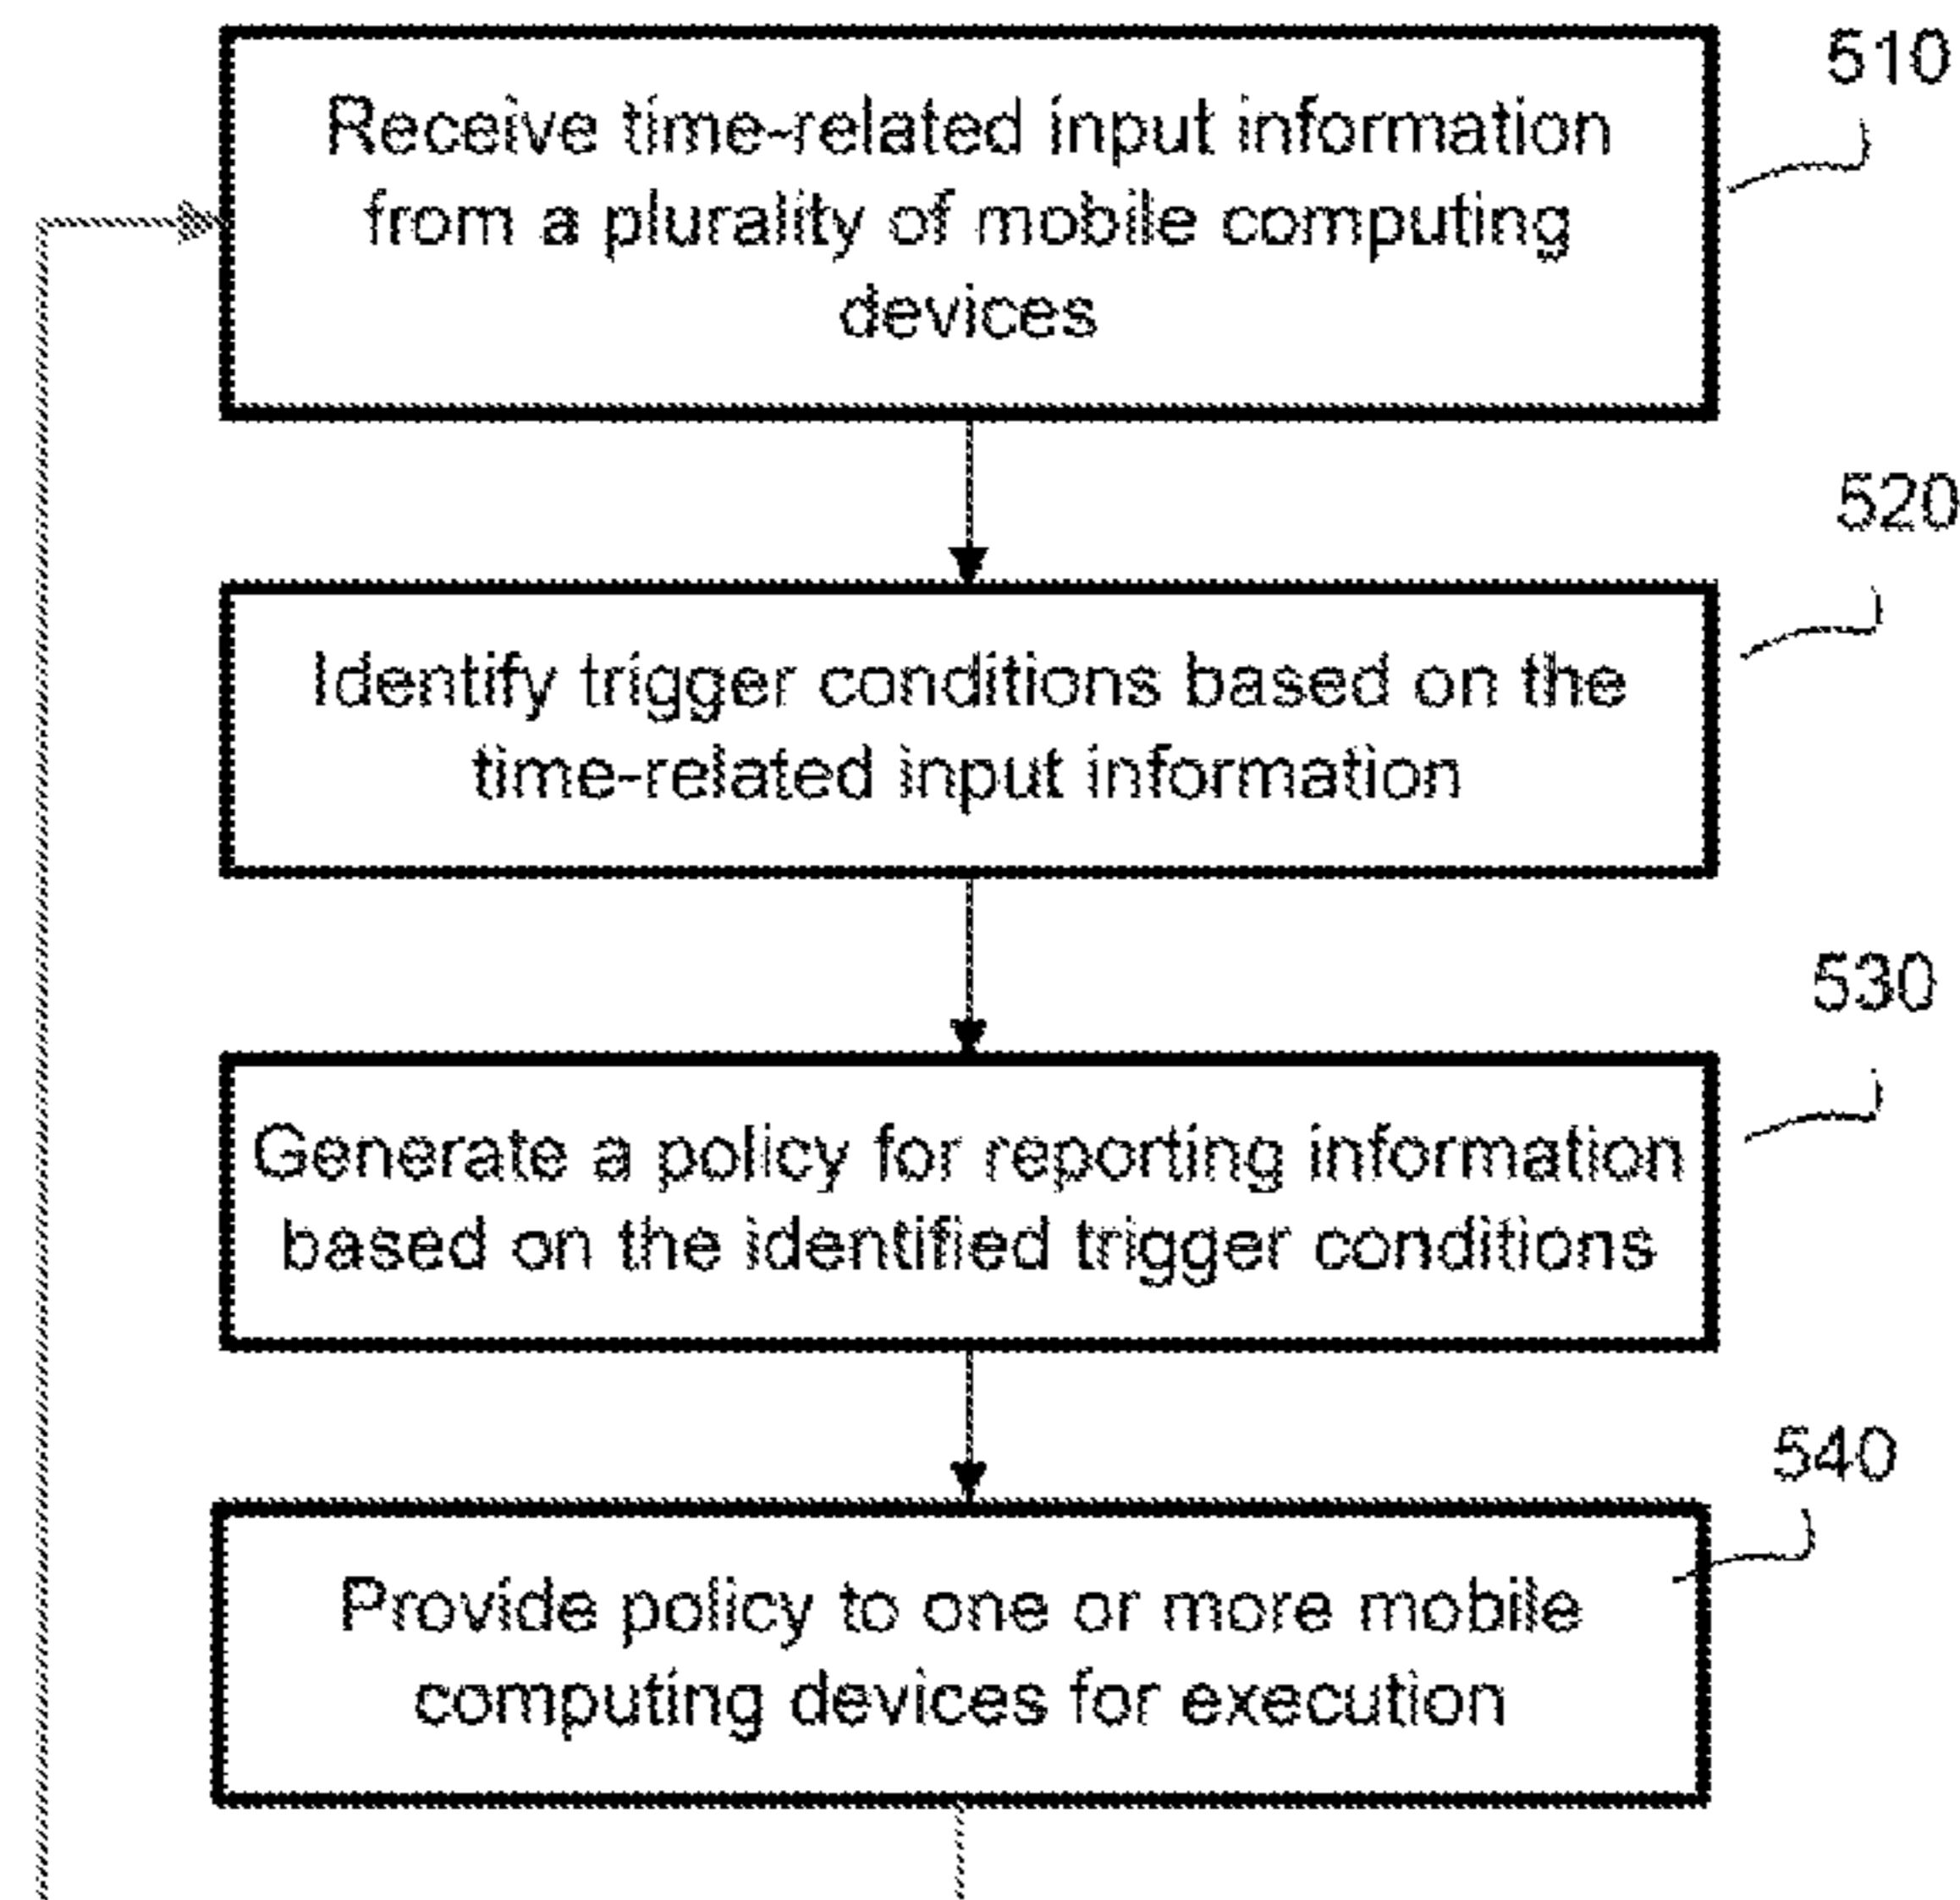 510
Receive time-related input information
from a plurality of mobile computing
devices
520
Identify trigger conditions based on the
time-related input information
530
Generate a policy for reporting information
based on the identified trigger conditions
540
Provide policy to one or more mobile
computing devices for execution